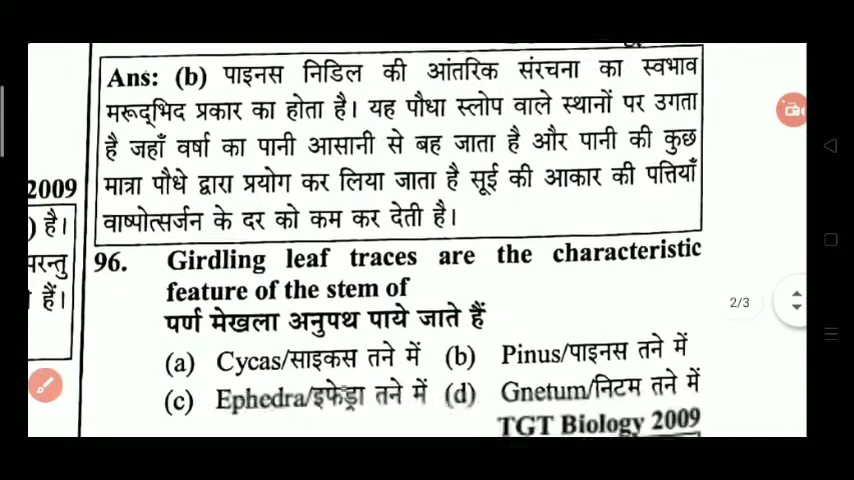 Ans: (b) पाइनस निडिल की आंतरिक संरचना का स्वभाव
मरूद्भिद प्रकार का होता है। यह पौधा स्लोप वाले स्थानों पर उगता
है जहाँ वर्षा का पानी आसानी से बह जाता है और पानी की कुछ
मात्रा पौधे द्वारा प्रयोग कर लिया जाता है सूई की आकार की पत्तियाँ
वाष्पोत्सर्जन के दर को कम कर देती है।
2009
) है।
परन्तु
हैं।
96. Girdling leaf traces are the characteristic
feature of the stem of
पर्ण मेखला अनुपथ पाये जाते हैं
(a) Cycas/साइकस तने में (b) Pinus/पाइनस तने में
(c) Ephedra/इफेड्रा तने में (d) Gnetum/निटम तने में
TGT Biology 2009
2/3